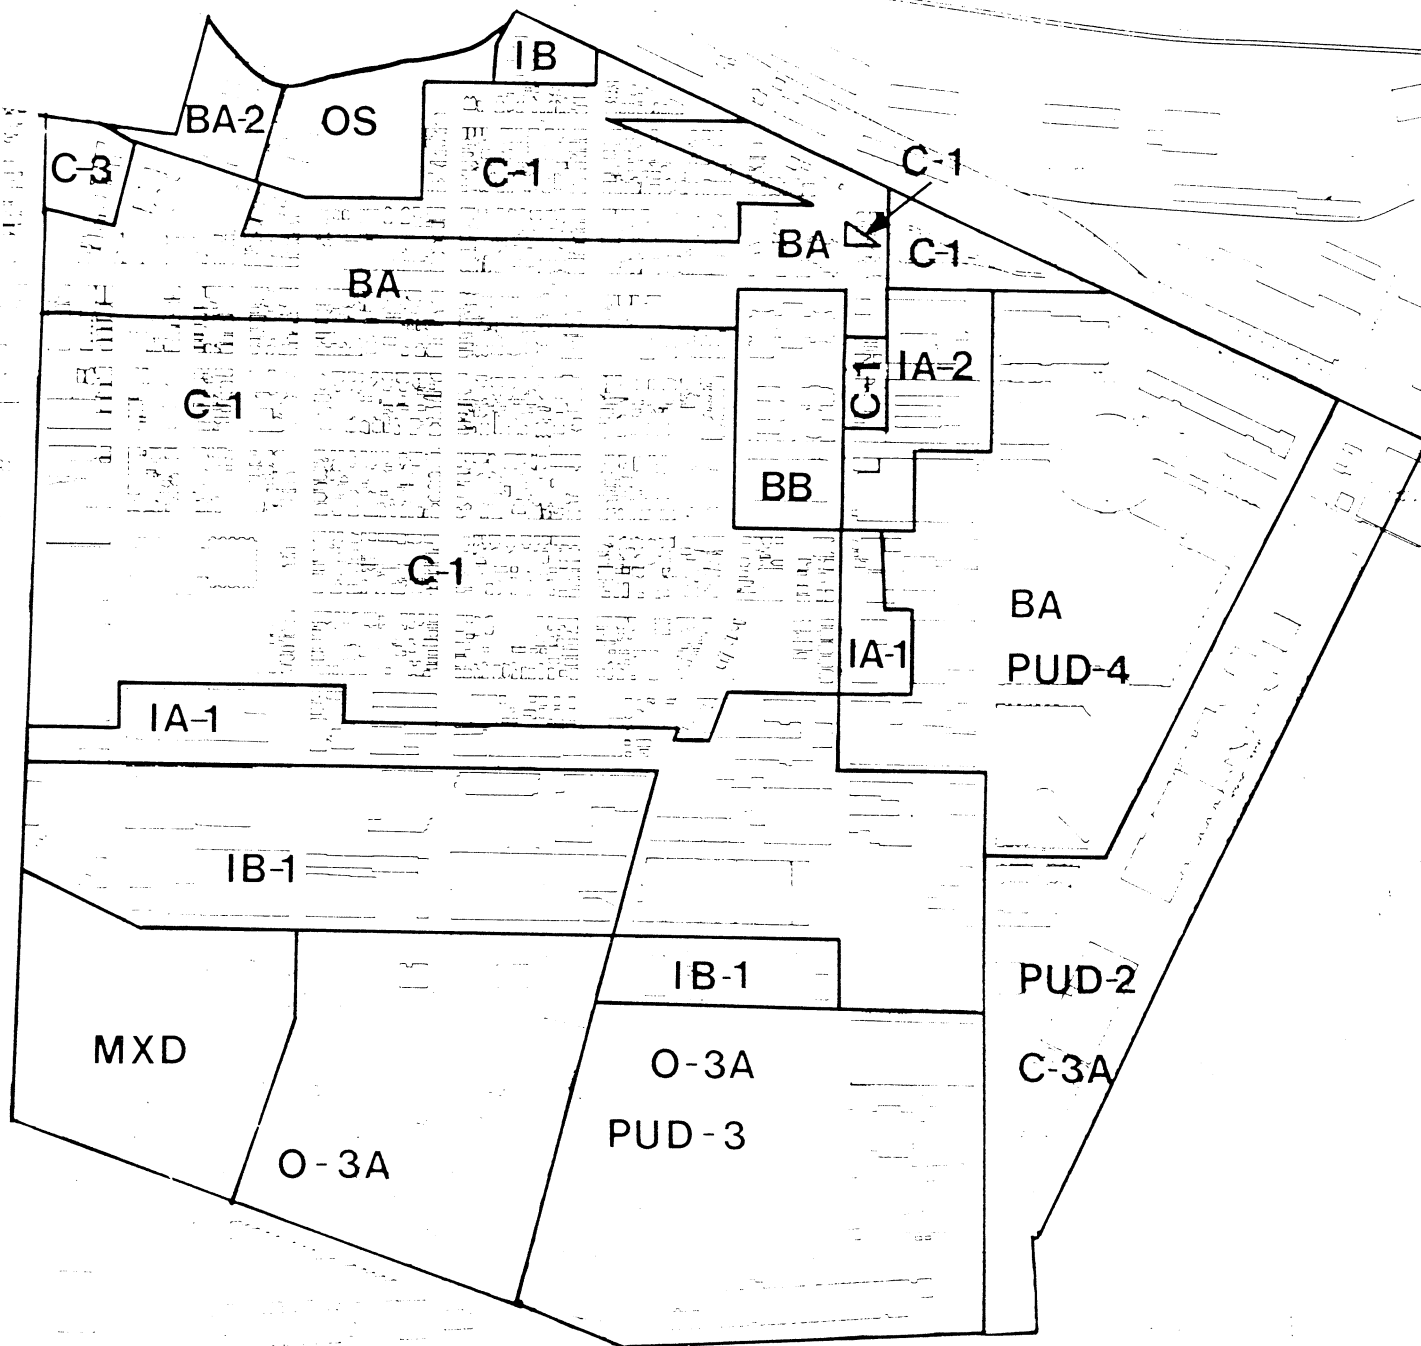 IB
BA-2
OS
C-3
C-1
C-1
BA
C-1
BA
IA-2
C-1
C-1
BB
C-1
BA
IA-1
PUD-4
IA-1
IB-1
IB-1
PUD-2
MXD
O-3A
C-3A
PUD-3
O-3A